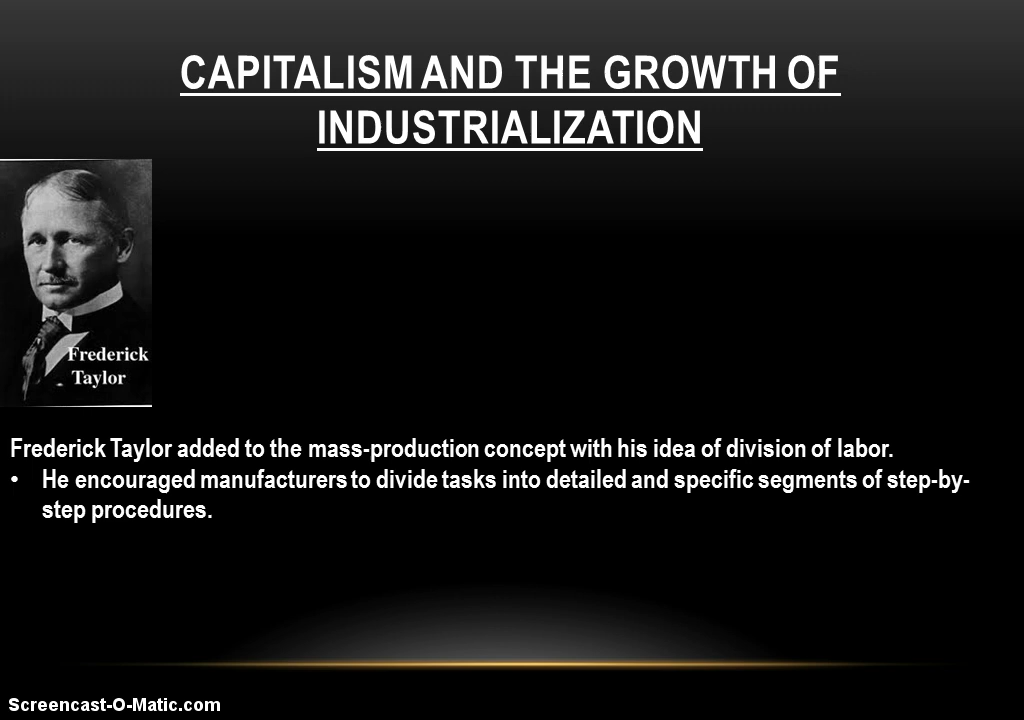 CAPITALISM AND THE GROWTH OF
INDUSTRIALIZATION
Frederick
Taylor
Frederick Taylor added to the mass-production concept with his idea of division of labor.
• He encouraged manufacturers to divide tasks into detailed and specific segments of step-by-
step procedures.
Screencast-O-Matic.com